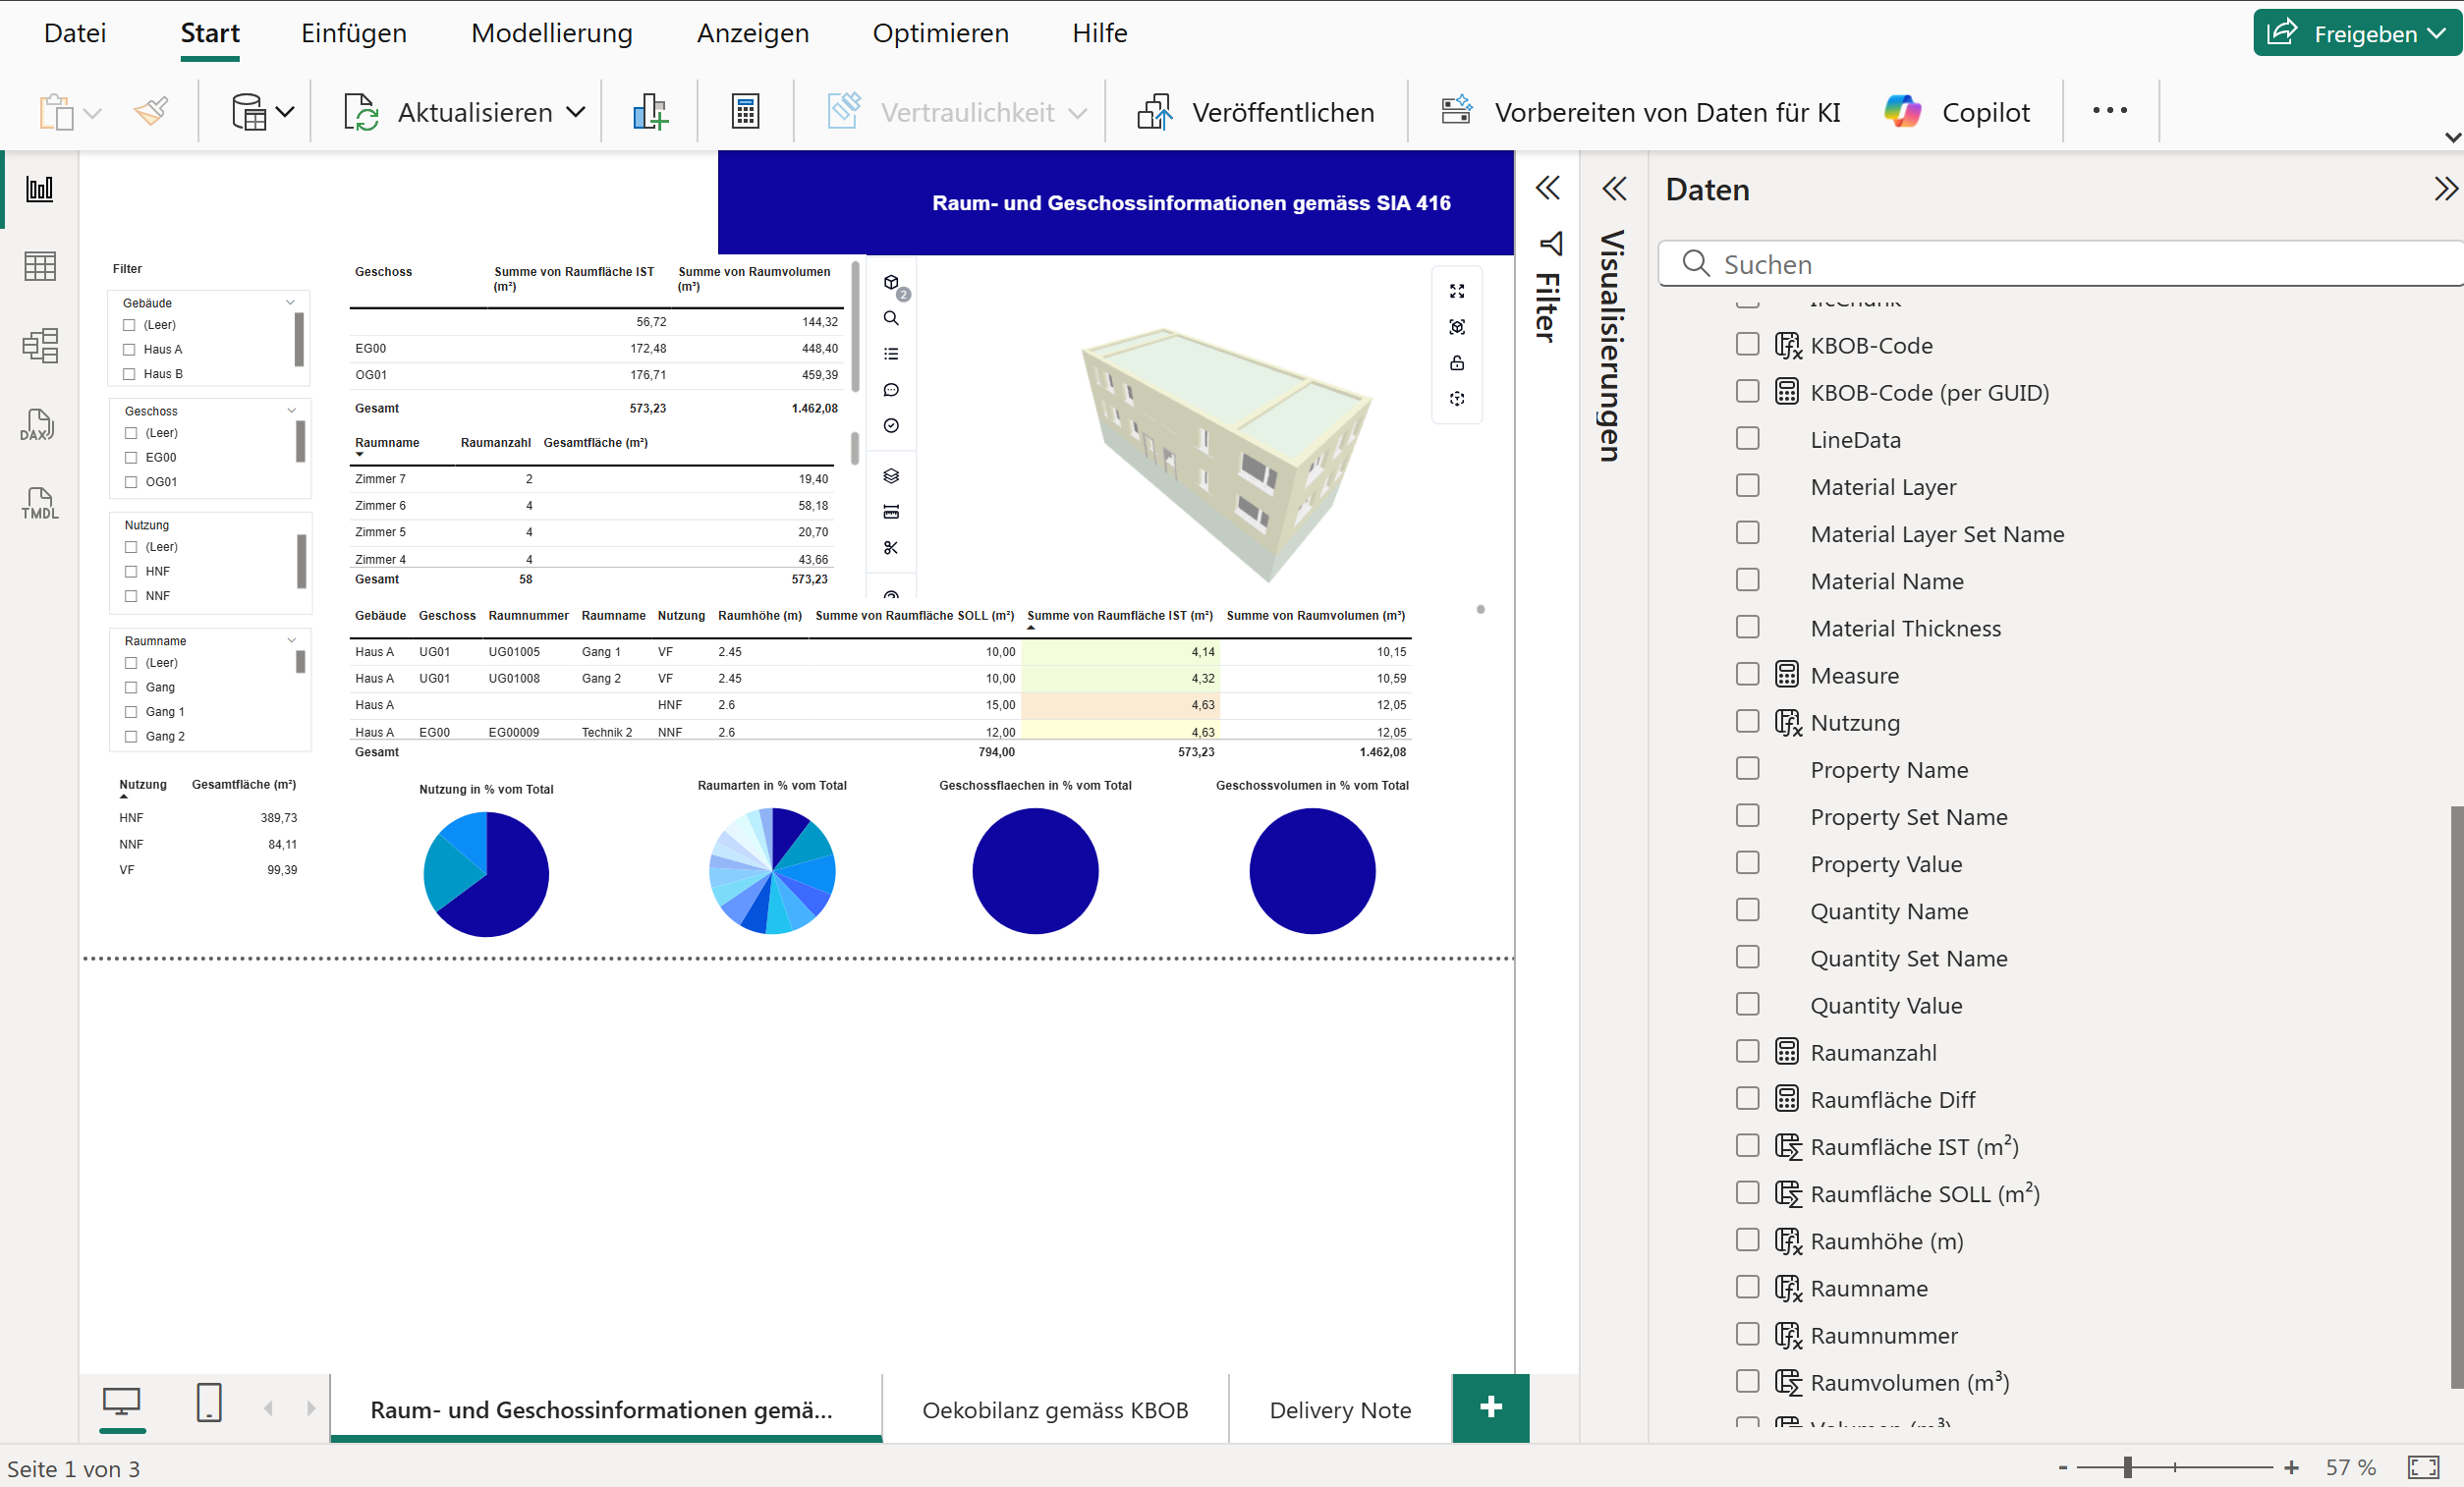 Datei Start Einfügen Modellierung Anzeigen Optimieren Hilfe Freigeben
Aktualisieren Vertraulichkeit Veröffentlichen Vorbereiten von Daten für KI Copilot
DAX
TMDL
Raum- und Geschossinformationen gemäss SIA 416
Filter
Gebäude
(Leer)
Haus A
Haus B
Geschoss
(Leer)
EG00
OG01
Nutzung
(Leer)
HNF
NNF
Raumname
(Leer)
Gang
Gang 1
Gang 2
Geschoss Summe von Raumfläche IST (m²) Summe von Raumvolumen (m³)
56,72 144,32
EG00 172,48 448,40
OG01 176,71 459,39
Gesamt 573,23 1.462,08
Raumname Raumanzahl Gesamtfläche (m²)
Zimmer 7 2 19,40
Zimmer 6 4 58,18
Zimmer 5 4 20,70
Zimmer 4 4 43,66
Gesamt 58 573,23
2
Gebäude Geschoss Raumnummer Raumname Nutzung Raumhöhe (m) Summe von Raumfläche SOLL (m²) Summe von Raumfläche IST (m²) Summe von Raumvolumen (m³)
Haus A UG01 UG01005 Gang 1 VF 2.45 10,00 4,14 10,15
Haus A UG01 UG01008 Gang 2 VF 2.45 10,00 4,32 10,59
Haus A HNF 2.6 15,00 4,63 12,05
Haus A EG00 EG00009 Technik 2 NNF 2.6 12,00 4,63 12,05
Gesamt 794,00 573,23 1.462,08
Nutzung Gesamtfläche (m²)
HNF 389,73
NNF 84,11
VF 99,39
Nutzung in % vom Total
Raumarten in % vom Total
Geschossflaechen in % vom Total
Geschossvolumen in % vom Total
Filter
Visualisierungen
Daten
Suchen
KBOB-Code
KBOB-Code (per GUID)
LineData
Material Layer
Material Layer Set Name
Material Name
Material Thickness
Measure
Nutzung
Property Name
Property Set Name
Property Value
Quantity Name
Quantity Set Name
Quantity Value
Raumanzahl
Raumfläche Diff
Raumfläche IST (m²)
Raumfläche SOLL (m²)
Raumhöhe (m)
Raumname
Raumnummer
Raumvolumen (m³)
Raum- und Geschossinformationen gemä... Oekobilanz gemäss KBOB Delivery Note +
Seite 1 von 3 - + 57 %